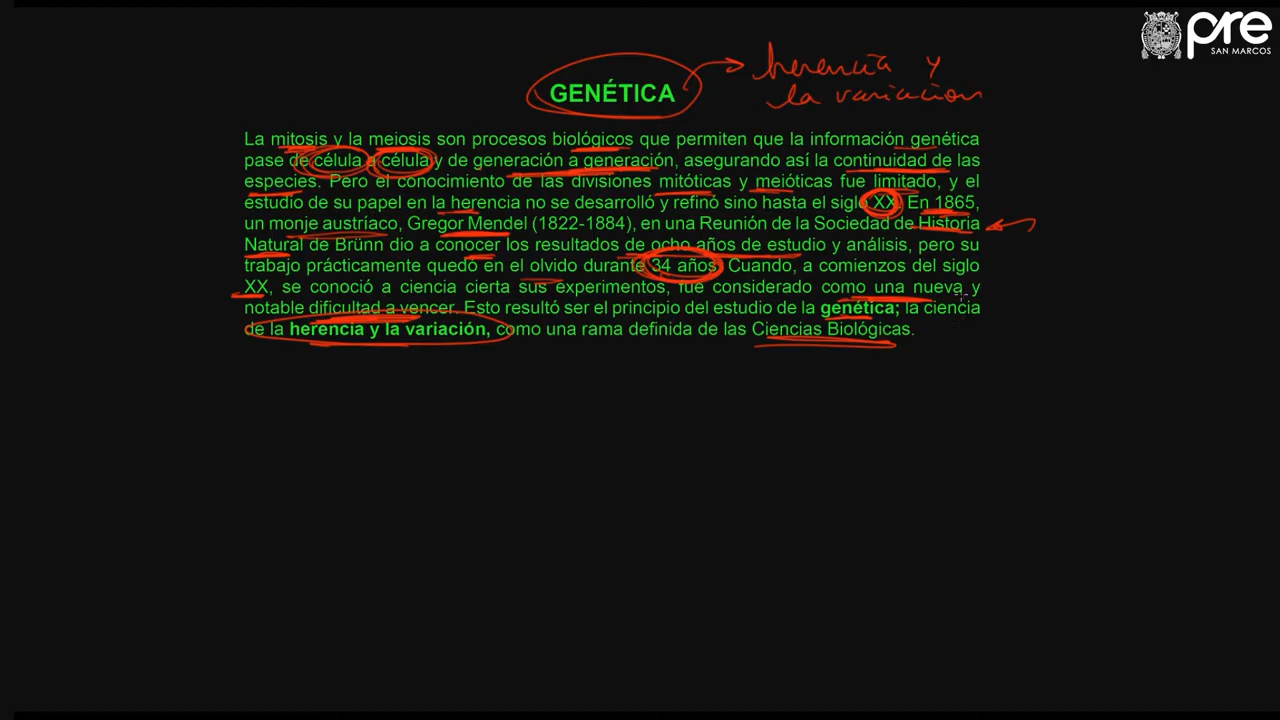 pre
SAN MARCOS
herencia y
la variacion
GENÉTICA
La mitosis y la meiosis son procesos biológicos que permiten que la información genética
pase de célula a célula y de generación a generación, asegurando así la continuidad de las
especies. Pero el conocimiento de las divisiones mitóticas y meióticas fue limitado, y el
estudio de su papel en la herencia no se desarrolló y refinó sino hasta el siglo XX. En 1865,
un monje austríaco, Gregor Mendel (1822-1884), en una Reunión de la Sociedad de Historia
Natural de Brünn dio a conocer los resultados de ocho años de estudio y análisis, pero su
trabajo prácticamente quedó en el olvido durante 34 años. Cuando, a comienzos del siglo
XX, se conoció a ciencia cierta sus experimentos, fue considerado como una nueva y
notable dificultad a vencer. Esto resultó ser el principio del estudio de la genética; la ciencia
de la herencia y la variación, como una rama definida de las Ciencias Biológicas.